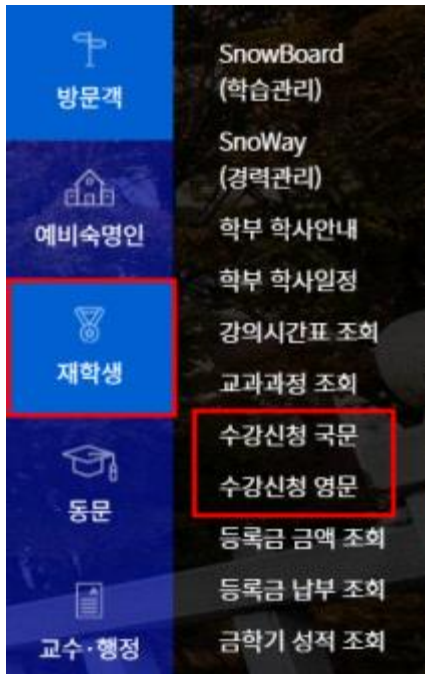 방문객
예비숙명인
재학생
동문
교수·행정
SnowBoard
(학습관리)
SnoWay
(경력관리)
학부 학사안내
학부 학사일정
강의시간표 조회
교과과정 조회
수강신청 국문
수강신청 영문
등록금 금액 조회
등록금 납부 조회
금학기 성적 조회